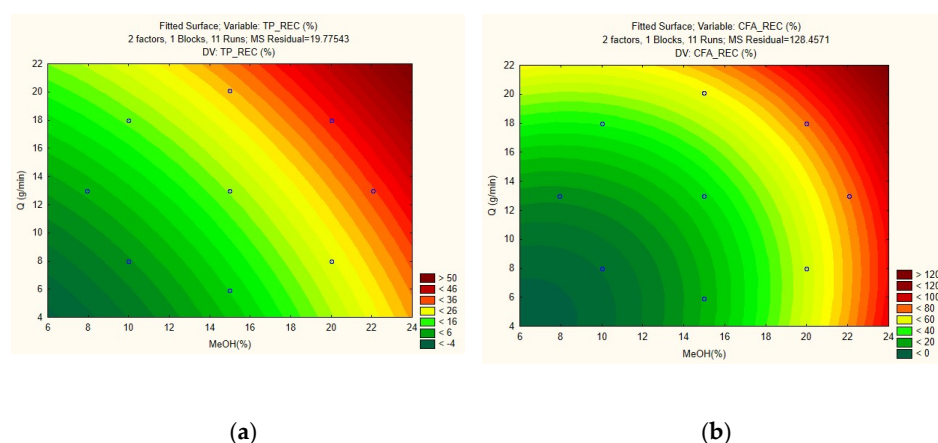 Fitted Surface; Variable: TP_REC (%)
2 factors, 1 Blocks, 11 Runs; MS Residual=19.77543
DV: TP_REC (%)
22
20
18
16
14
12
10
8
6
4
Q (g/min)
6 8 10 12 14 16 18 20 22 24
MeOH(%)
> 50
< 46
< 36
< 26
< 16
< 6
< -4
(a)
Fitted Surface; Variable: CFA_REC (%)
2 factors, 1 Blocks, 11 Runs; MS Residual=128.4571
DV: CFA_REC (%)
22
20
18
16
14
12
10
8
6
4
Q (g/min)
6 8 10 12 14 16 18 20 22 24
MeOH(%)
> 120
< 120
< 100
< 80
< 60
< 40
< 20
< 0
(b)